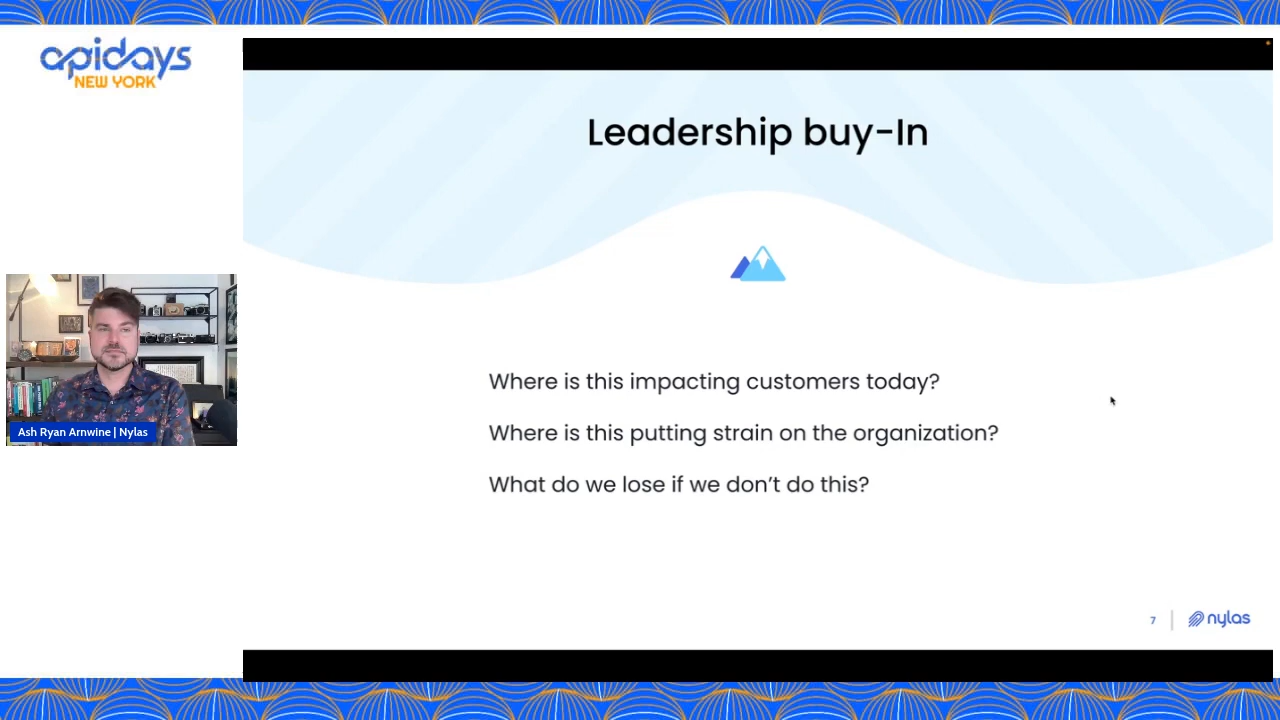 apidays
NEW YORK
Leadership buy-In
Where is this impacting customers today?
Where is this putting strain on the organization?
What do we lose if we don't do this?
Ash Ryan Arnwine | Nylas
7
nylas